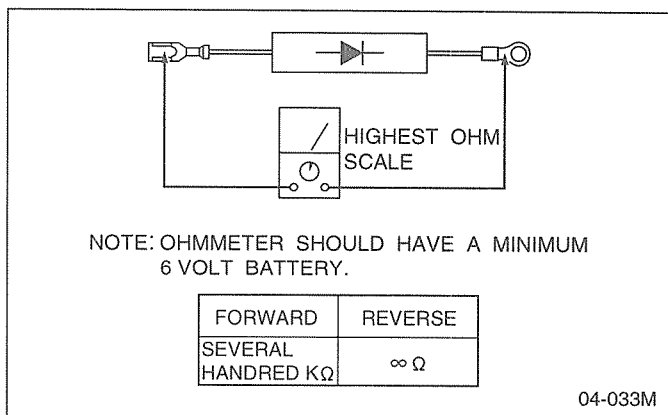 HIGHEST OHM
SCALE
NOTE: OHMMETER SHOULD HAVE A MINIMUM
6 VOLT BATTERY.
FORWARD REVERSE
SEVERAL
HANDRED KΩ ∞ Ω
04-033M